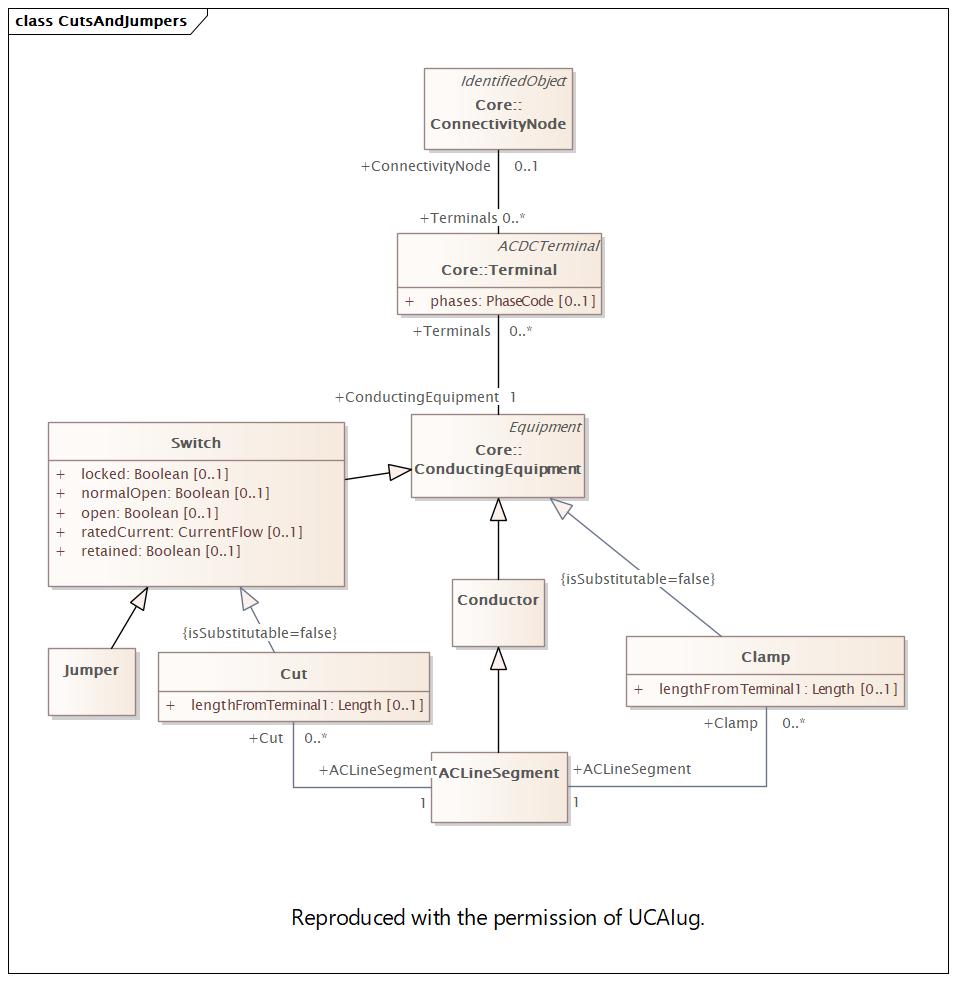 class CutsAndJumpers
IdentifiedObject
Core::
ConnectivityNode
+ConnectivityNode 0..1
+Terminals 0..*
ACDCTerminal
Core::Terminal
+ phases: PhaseCode [0..1]
+Terminals 0..*
+ConductingEquipment 1
Equipment
Core::
ConductingEquipment
Switch
+ locked: Boolean [0..1]
+ normalOpen: Boolean [0..1]
+ open: Boolean [0..1]
+ ratedCurrent: CurrentFlow [0..1]
+ retained: Boolean [0..1]
{isSubstitutable=false}
Conductor
{isSubstitutable=false}
Jumper
Cut
+ lengthFromTerminal1: Length [0..1]
Clamp
+ lengthFromTerminal1: Length [0..1]
+Cut 0..*
+Clamp 0..*
+ACLineSegment
1
ACLineSegment
+ACLineSegment
1
Reproduced with the permission of UCAIug.